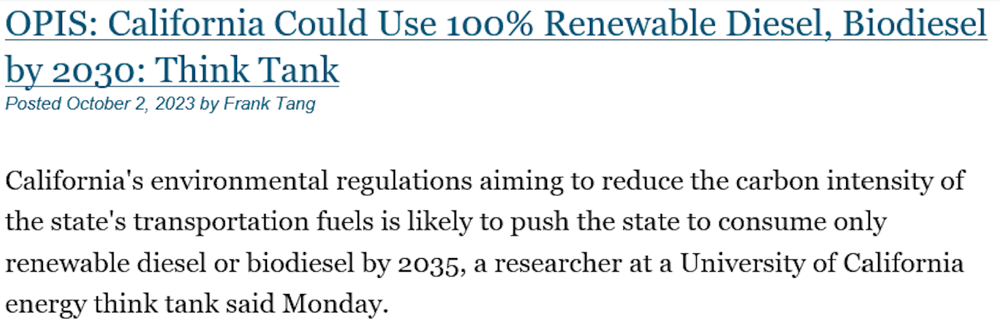 OPIS: California Could Use 100% Renewable Diesel, Biodiesel
by 2030: Think Tank
Posted October 2, 2023 by Frank Tang
California's environmental regulations aiming to reduce the carbon intensity of
the state's transportation fuels is likely to push the state to consume only
renewable diesel or biodiesel by 2035, a researcher at a University of California
energy think tank said Monday.